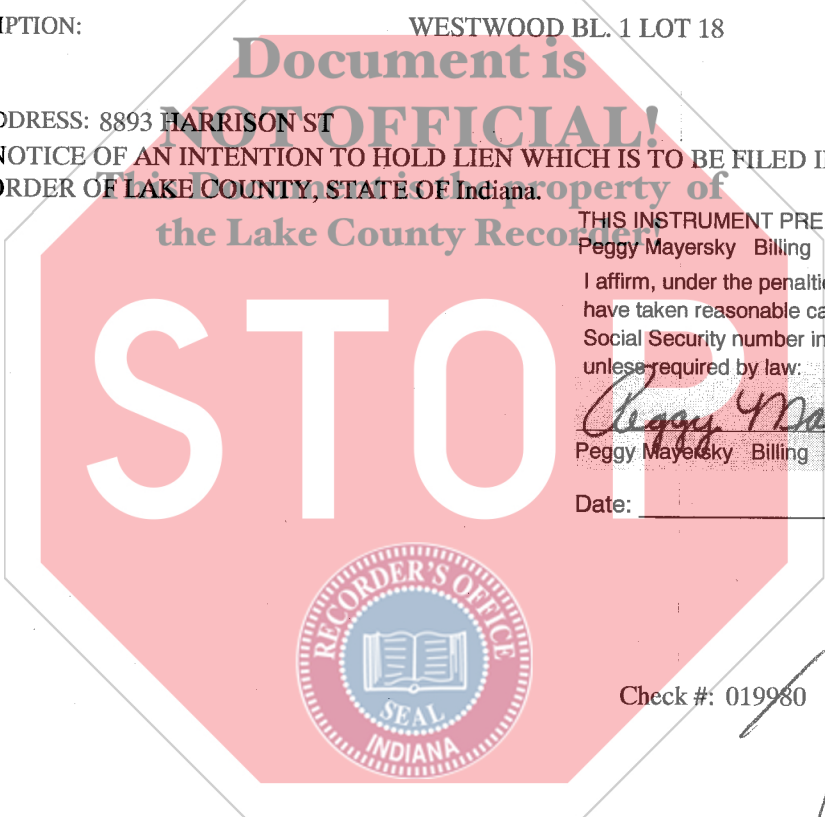 IPTION: WESTWOOD BL. 1 LOT 18
Document is
NOT OFFICIAL!
DDRESS: 8893 HARRISON ST
NOTICE OF AN INTENTION TO HOLD LIEN WHICH IS TO BE FILED I
ORDER OF LAKE COUNTY, STATE OF Indiana.
This Document is the property of
the Lake County Recorder!
THIS INSTRUMENT PRE
Peggy Mayersky Billing
I affirm, under the penalti
have taken reasonable ca
Social Security number in
unless required by law:
Peggy Ma
Peggy Mayersky Billing
Date:
STOP
RECORDER'S OFFICE
SEAL
INDIANA
Check #: 019980